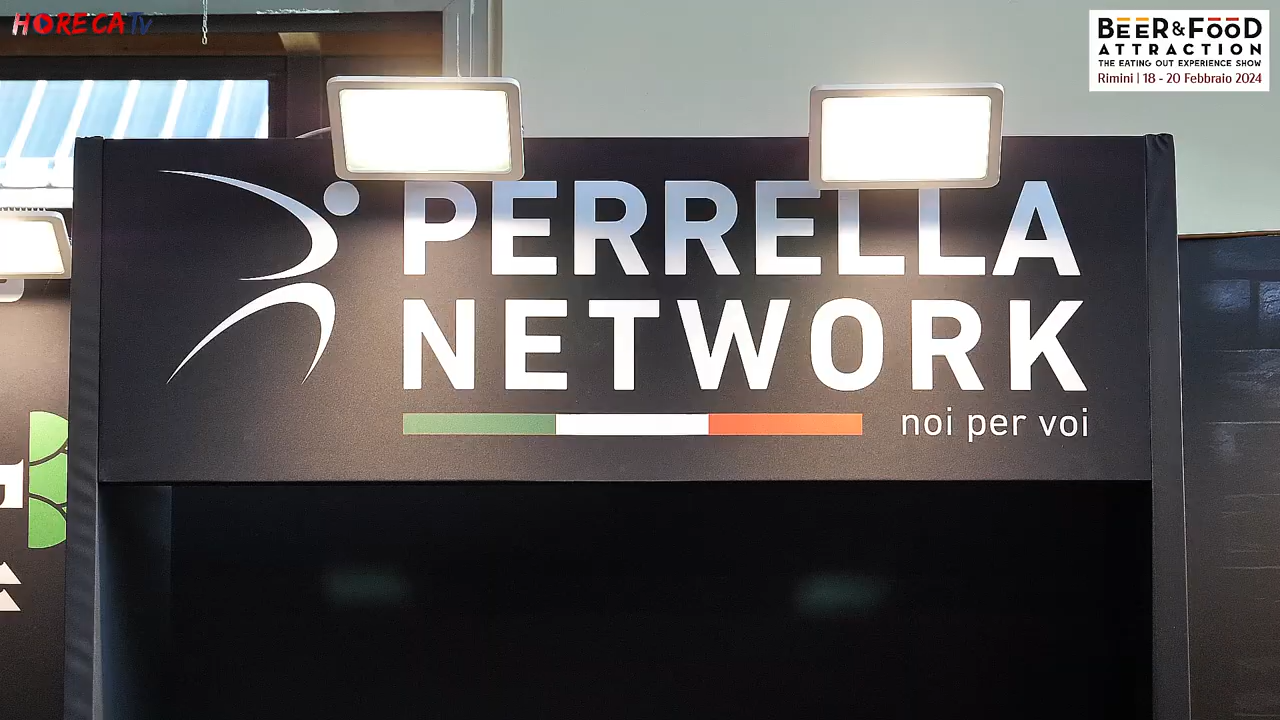 HORECATV
BEER&FOOD
ATTRACTION
THE EATING OUT EXPERIENCE SHOW
Rimini | 18 - 20 Febbraio 2024
PERRELLA
NETWORK
noi per voi